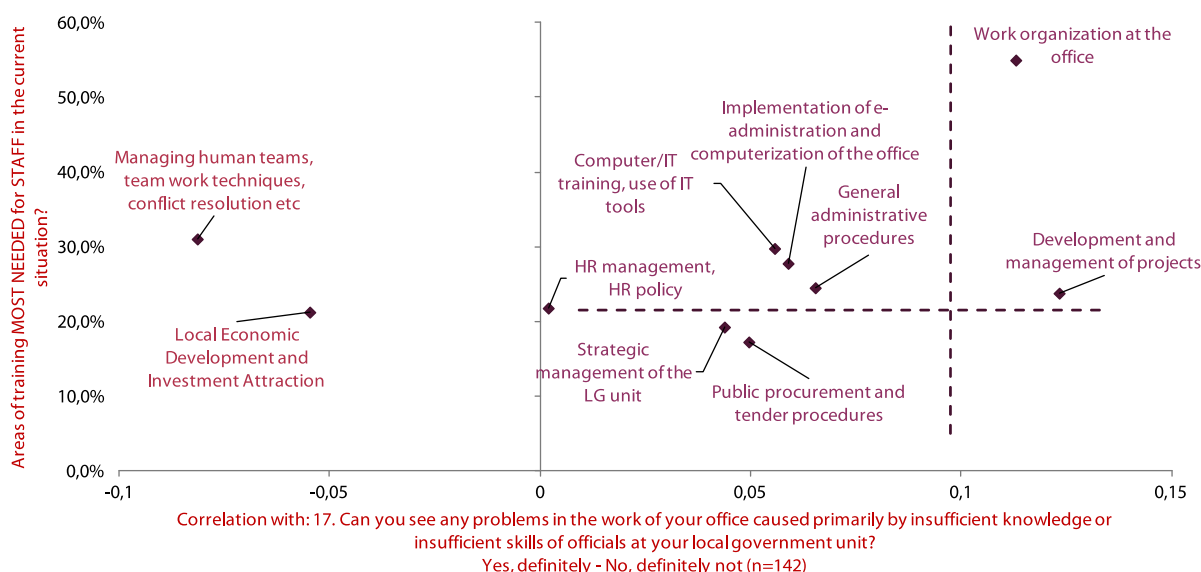 Areas of training MOST NEEDED for STAFF in the current
situation?
60,0%
50,0%
40,0%
30,0%
20,0%
10,0%
0,0%
-0,1
-0,05
0
0,05
0,1
0,15
Work organization at the
office
Implementation of e-
administration and
computerization of the office
Computer/IT
training, use of IT
tools
General
administrative
procedures
Managing human teams,
team work techniques,
conflict resolution etc
Development and
management of projects
HR management,
HR policy
Local Economic
Development and
Investment Attraction
Strategic
management of the
LG unit
Public procurement and
tender procedures
Correlation with: 17. Can you see any problems in the work of your office caused primarily by insufficient knowledge or
insufficient skills of officials at your local government unit?
Yes, definitely - No, definitely not (n=142)